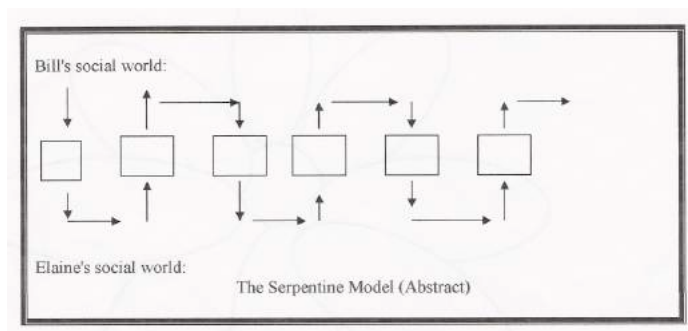 Bill's social world:
Elaine's social world:
The Serpentine Model (Abstract)